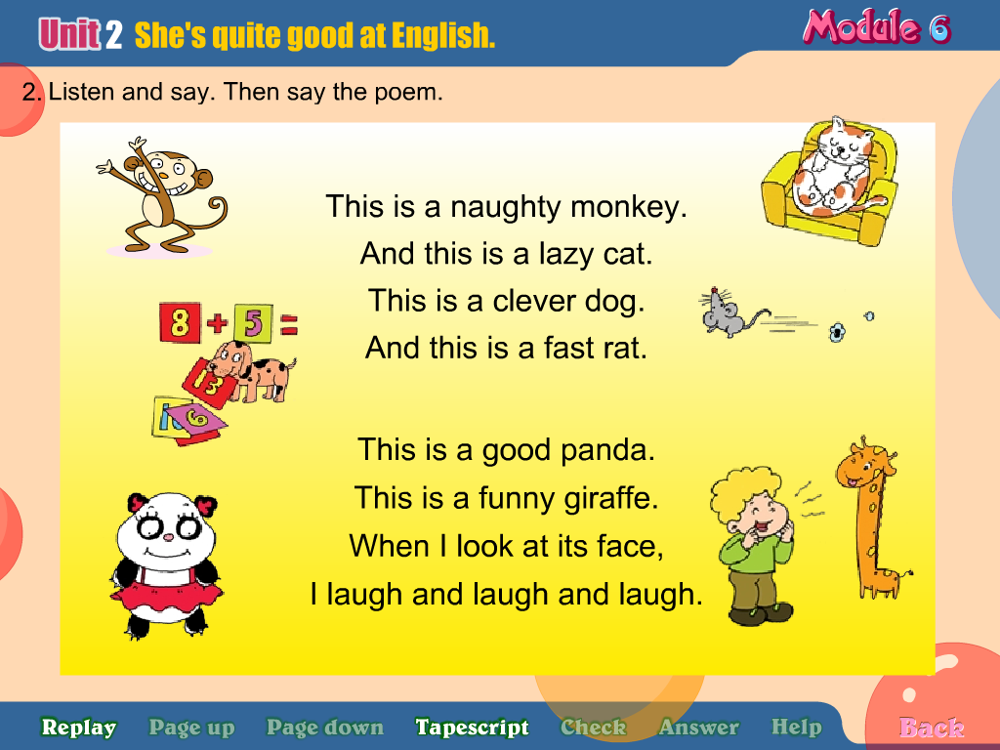 Unit 2 She's quite good at English.
Module 6
2. Listen and say. Then say the poem.
This is a naughty monkey.
And this is a lazy cat.
This is a clever dog.
And this is a fast rat.
8 + 5 =
13
16
This is a good panda.
This is a funny giraffe.
When I look at its face,
I laugh and laugh and laugh.
Replay Page up Page down Tapescript Check Answer Help Back